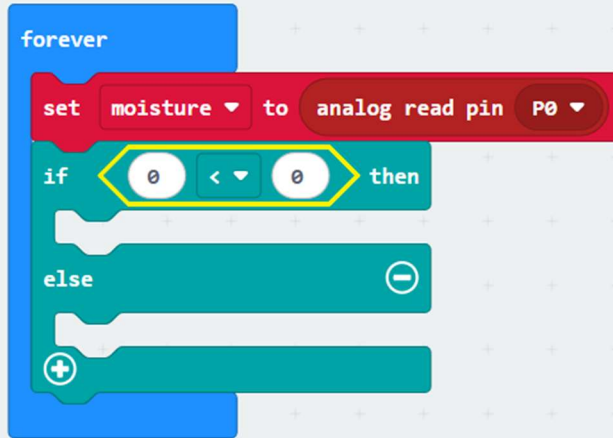 forever
set moisture to analog read pin P0
if 0 < 0 then
else